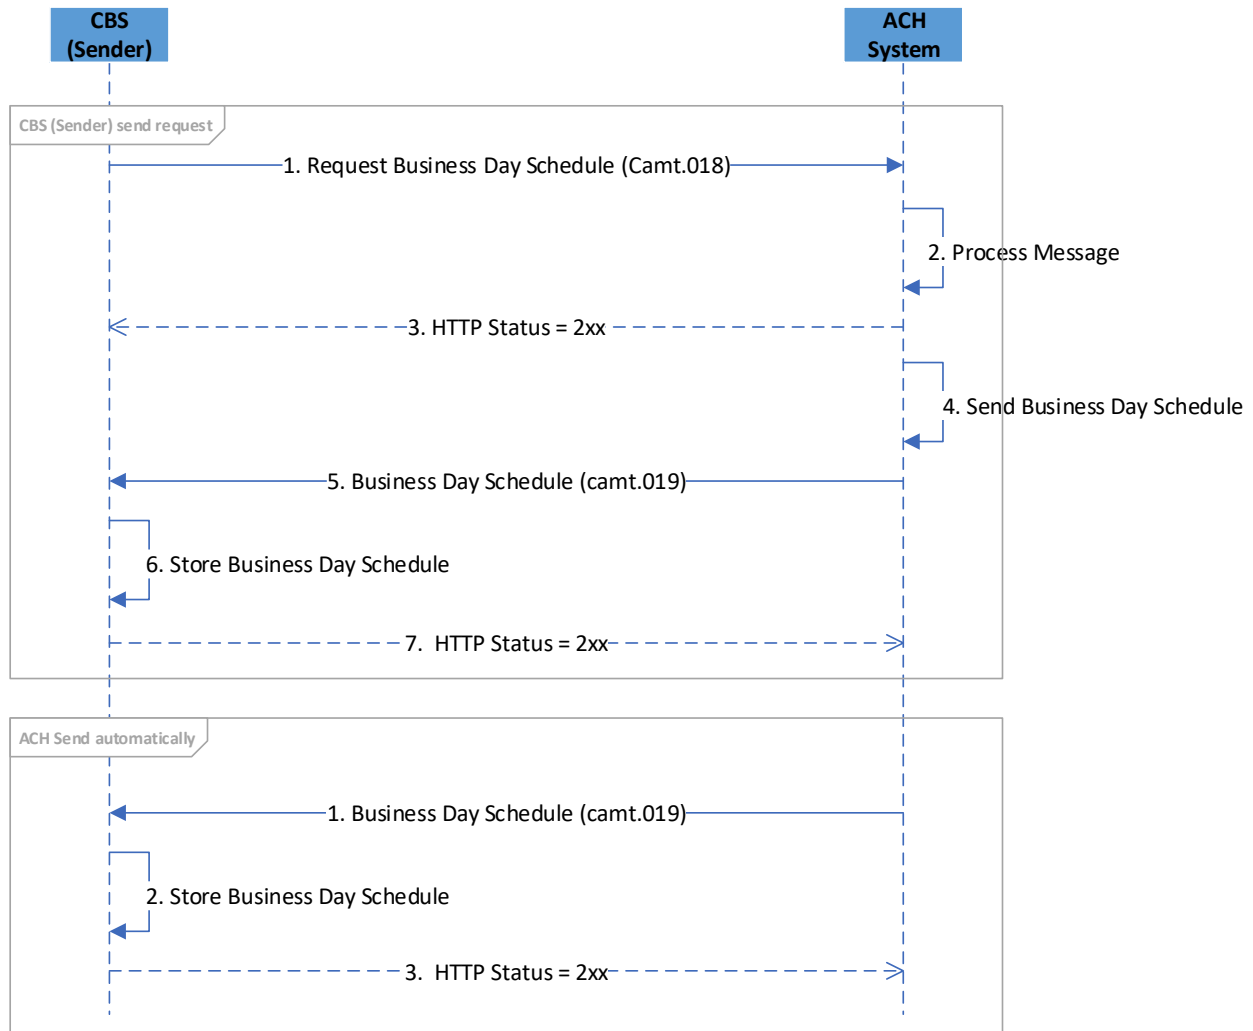 CBS
(Sender)
ACH
System
CBS (Sender) send request
1. Request Business Day Schedule (Camt.018)
2. Process Message
3. HTTP Status = 2xx
4. Send Business Day Schedule
5. Business Day Schedule (camt.019)
6. Store Business Day Schedule
7.  HTTP Status = 2xx
ACH Send automatically
1. Business Day Schedule (camt.019)
2. Store Business Day Schedule
3.  HTTP Status = 2xx